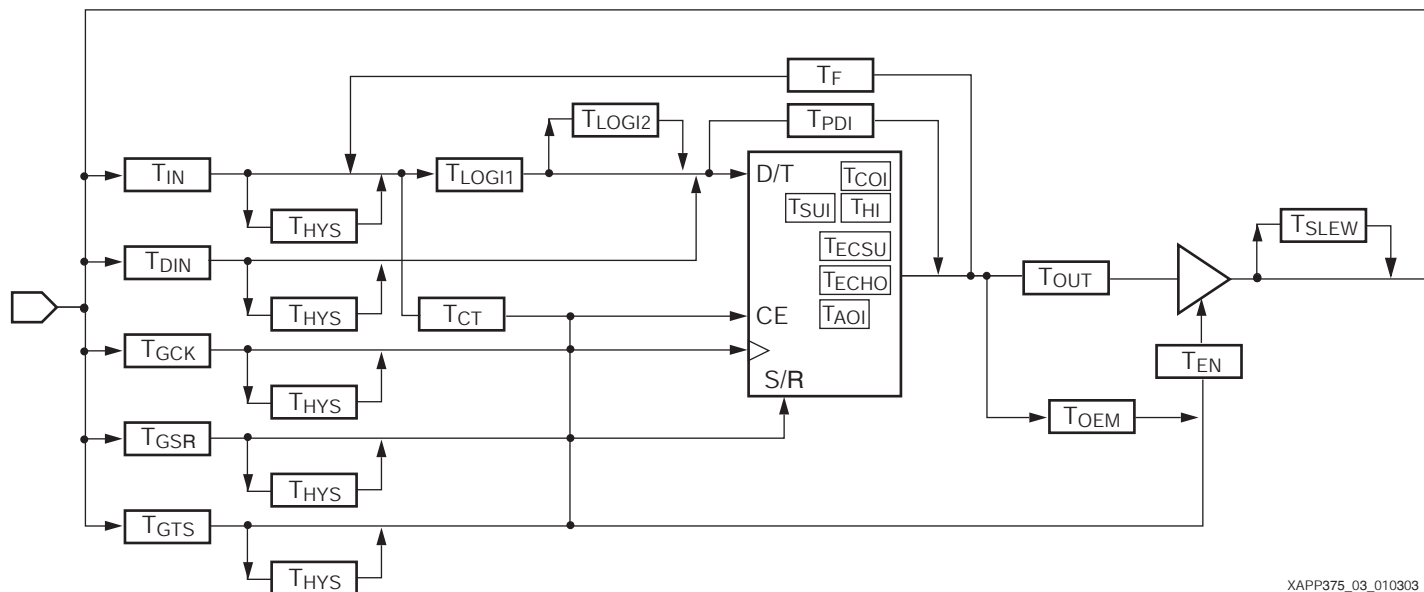 TF
TLOGI2
TPDI
TIN
TLOGI1
D/T
TCOI
TSUI
THI
THYS
TSLEW
TDIN
TECSU
TECHO
TOUT
THYS
TCT
CE
TAOI
TGCK
TEN
S/R
THYS
TOEM
TGSR
THYS
TGTS
THYS
XAPP375_03_010303